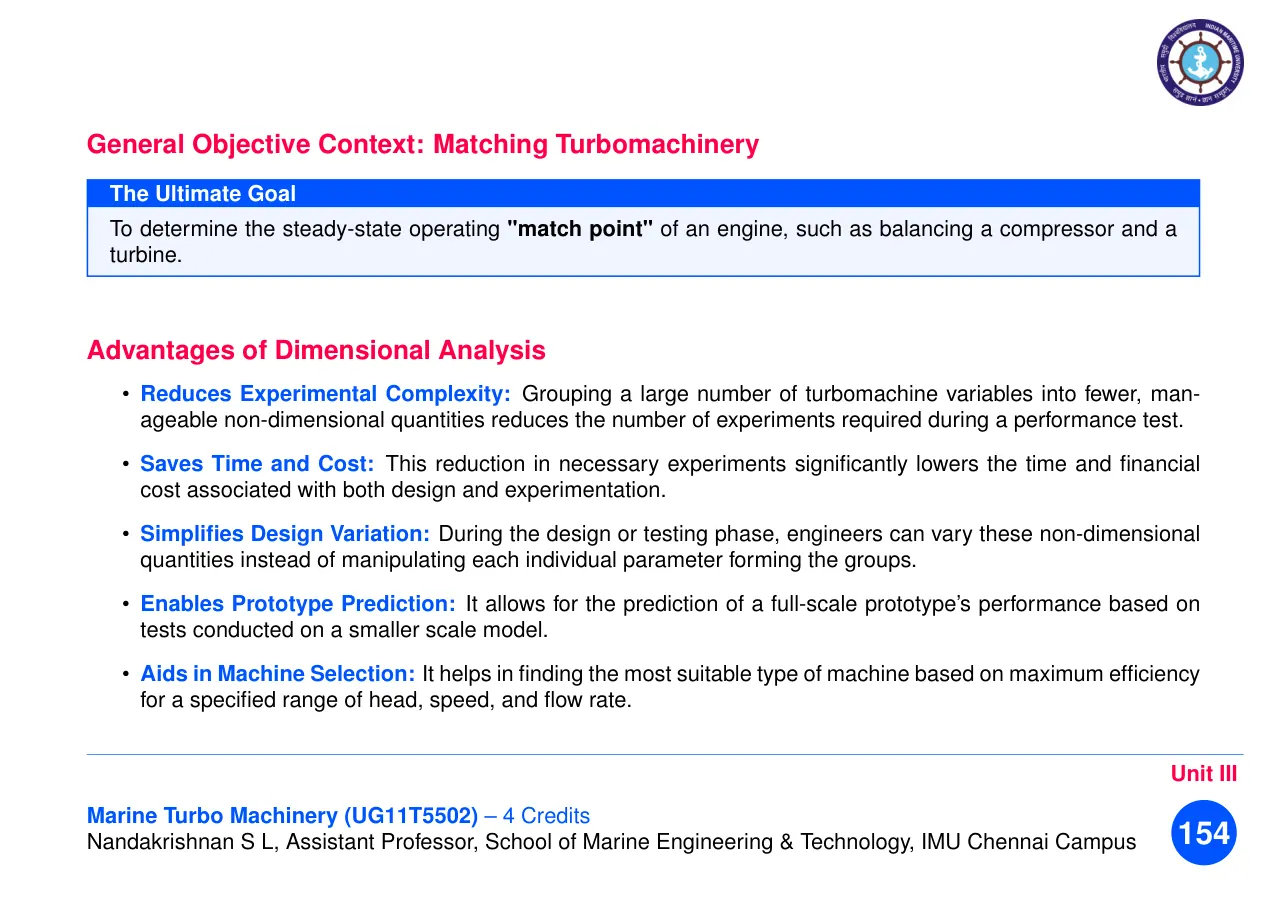 INDIAN MARITIME UNIVERSITY
General Objective Context: Matching Turbomachinery
The Ultimate Goal
To determine the steady-state operating "match point" of an engine, such as balancing a compressor and a
turbine.
Advantages of Dimensional Analysis
• Reduces Experimental Complexity: Grouping a large number of turbomachine variables into fewer, man-
ageable non-dimensional quantities reduces the number of experiments required during a performance test.
• Saves Time and Cost: This reduction in necessary experiments significantly lowers the time and financial
cost associated with both design and experimentation.
• Simplifies Design Variation: During the design or testing phase, engineers can vary these non-dimensional
quantities instead of manipulating each individual parameter forming the groups.
• Enables Prototype Prediction: It allows for the prediction of a full-scale prototype's performance based on
tests conducted on a smaller scale model.
• Aids in Machine Selection: It helps in finding the most suitable type of machine based on maximum efficiency
for a specified range of head, speed, and flow rate.
Unit III
Marine Turbo Machinery (UG11T5502) – 4 Credits
Nandakrishnan S L, Assistant Professor, School of Marine Engineering & Technology, IMU Chennai Campus
154